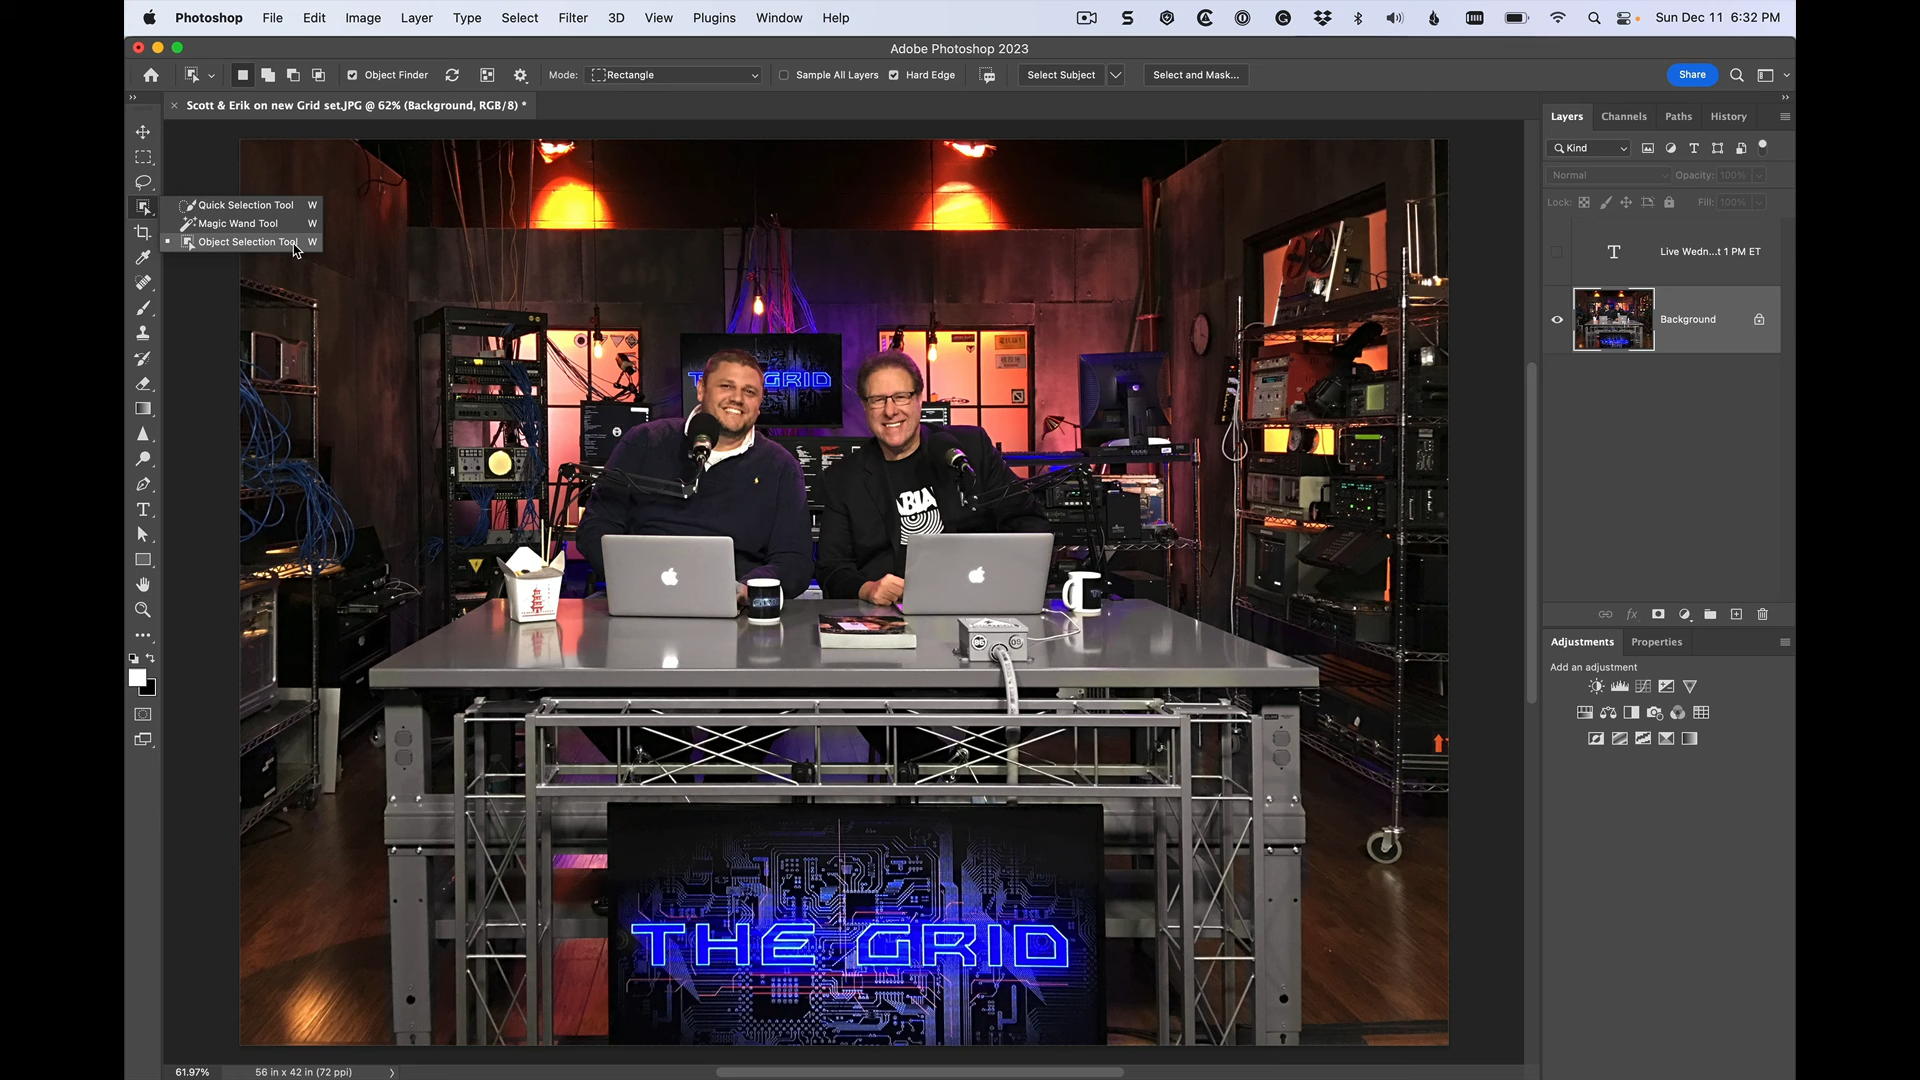 Photoshop File Edit Image Layer Type Select Filter 3D View Plugins Window Help Sun Dec 11 6:32 PM
Adobe Photoshop 2023
Object Finder Mode: Rectangle Sample All Layers Hard Edge Select Subject Select and Mask... Share
Scott & Erik on new Grid set.JPG @ 62% (Background, RGB/8) *
Layers Channels Paths History
Kind
Normal Opacity: 100%
Lock: Fill: 100%
Quick Selection Tool W
Magic Wand Tool W
Object Selection Tool W
Live Wedn...t 1 PM ET
Background
GRID
BIA
Adjustments Properties
Add an adjustment
THE GRID
61.97% 56 in x 42 in (72 ppi)